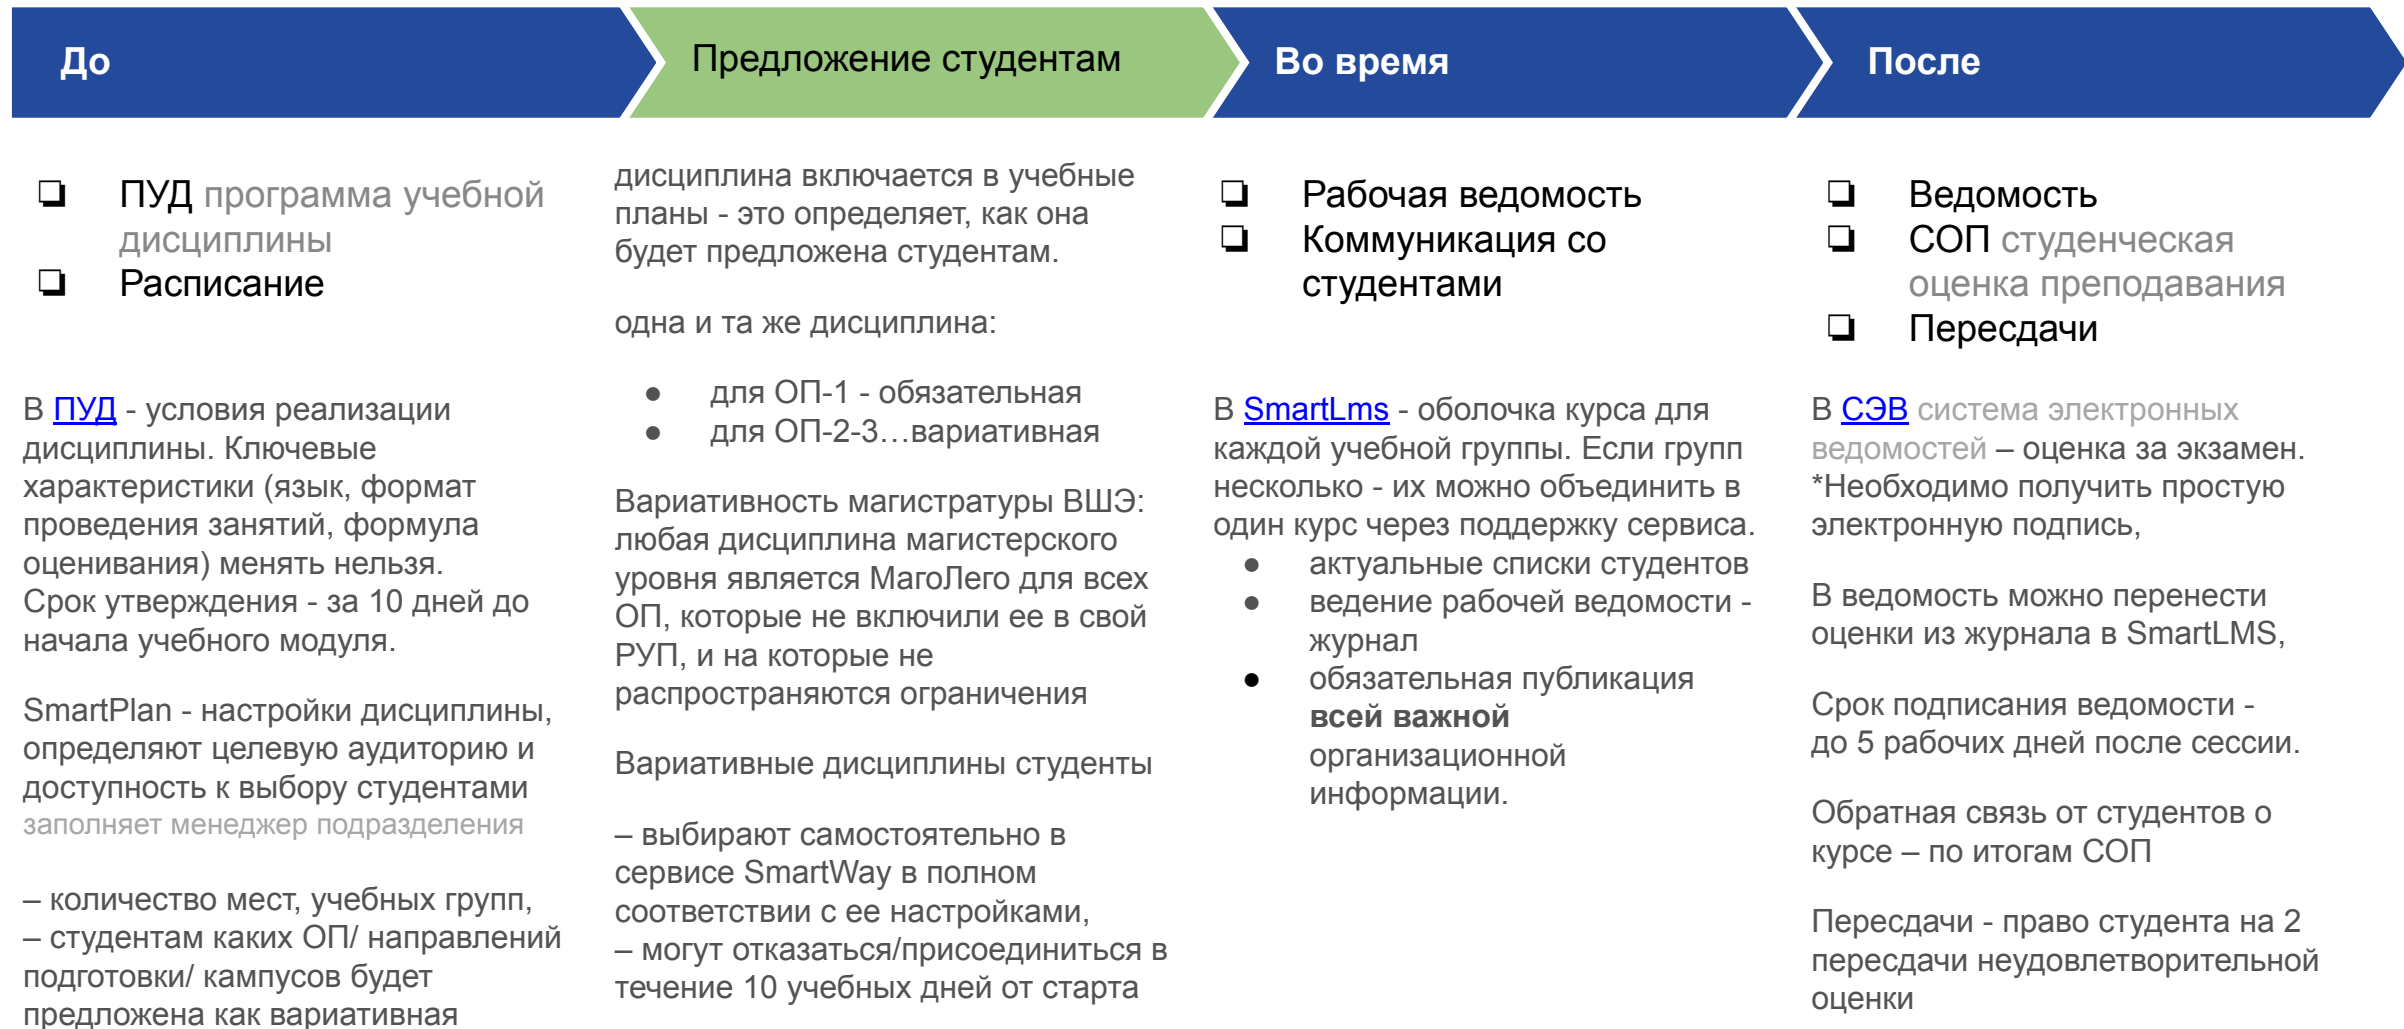 До
Предложение студентам
Во время
После
❏ ПУД программа учебной
дисциплины
❏ Расписание
В ПУД - условия реализации
дисциплины. Ключевые
характеристики (язык, формат
проведения занятий, формула
оценивания) менять нельзя.
Срок утверждения - за 10 дней до
начала учебного модуля.
SmartPlan - настройки дисциплины,
определяют целевую аудиторию и
доступность к выбору студентами
заполняет менеджер подразделения
– количество мест, учебных групп,
– студентам каких ОП/ направлений
подготовки/ кампусов будет
предложена как вариативная
дисциплина включается в учебные
планы - это определяет, как она
будет предложена студентам.
одна и та же дисциплина:
● для ОП-1 - обязательная
● для ОП-2-3…вариативная
Вариативность магистратуры ВШЭ:
любая дисциплина магистерского
уровня является МагоЛего для всех
ОП, которые не включили ее в свой
РУП, и на которые не
распространяются ограничения
Вариативные дисциплины студенты
– выбирают самостоятельно в
сервисе SmartWay в полном
соответствии с ее настройками,
– могут отказаться/присоединиться в
течение 10 учебных дней от старта
❏ Рабочая ведомость
❏ Коммуникация со
студентами
В SmartLms - оболочка курса для
каждой учебной группы. Если групп
несколько - их можно объединить в
один курс через поддержку сервиса.
● актуальные списки студентов
● ведение рабочей ведомости -
журнал
● обязательная публикация
всей важной
организационной
информации.
❏ Ведомость
❏ СОП студенческая
оценка преподавания
❏ Пересдачи
В СЭВ система электронных
ведомостей – оценка за экзамен.
*Необходимо получить простую
электронную подпись,
В ведомость можно перенести
оценки из журнала в SmartLMS,
Срок подписания ведомости -
до 5 рабочих дней после сессии.
Обратная связь от студентов о
курсе – по итогам СОП
Пересдачи - право студента на 2
пересдачи неудовлетворительной
оценки